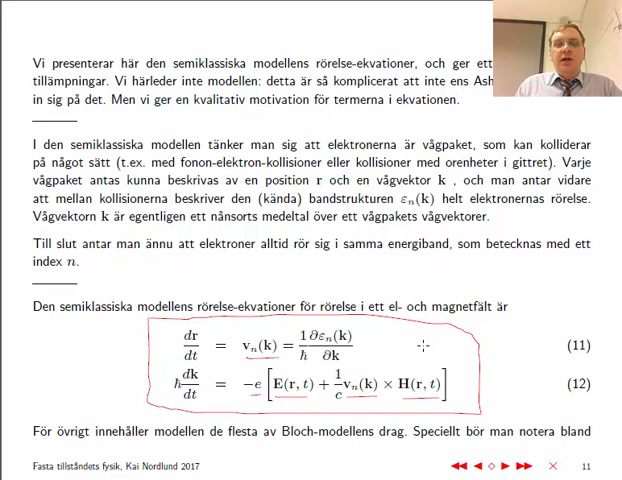 Vi presenterar här den semiklassiska modellens rörelse-ekvationer, och ger ett
tillämpningar. Vi härleder inte modellen: detta är så komplicerat att inte ens Ash
in sig på det. Men vi ger en kvalitativ motivation för termerna i ekvationen.
I den semiklassiska modellen tänker man sig att elektronerna är vågpaket, som kan kolliderar
på något sätt (t.ex. med fonon-elektron-kollisioner eller kollisioner med orenheter i gittret). Varje
vågpaket antas kunna beskrivas av en position r och en vågvector k , och man antar vidare
att mellan kollisionerna beskriver den (kända) bandstrukturen εₙ(k) helt elektronernas rörelse.
Vågvektorn k är egentligen ett nånsorts medeltal över ett vågpakets vågvectorer.
Till slut antar man ännu att elektroner alltid rör sig i samma energiband, som betecknas med ett
index n.
Den semiklassiska modellens rörelse-ekvationer för rörelse i ett el- och magnetfält är
dr/dt = vₙ(k) = 1/ħ ∂εₙ(k)/∂k (11)
ħ dk/dt = −e [E(r, t) + 1/c vₙ(k) × H(r, t)] (12)
För övrigt innehåller modellen de flesta av Bloch-modellens drag. Speciellt bör man notera bland
Fasta tillståndets fysik, Kai Nordlund 2017 11